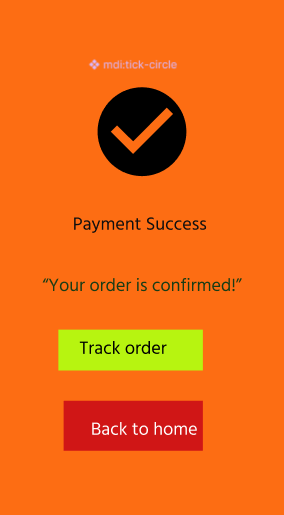 mdi:tick-circle
Payment Success
“Your order is confirmed!”
Track order
Back to home